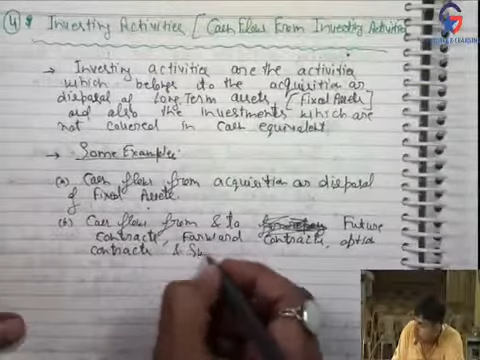 4 Investing Activities [Cash Flow From Investing Activities
→ Investing activities are the activities
which belongs to the acquisition or
disposal of Long Term assets [Fixed Assets]
and also the investments which are
not covered in cash equivalent
→ Some Examples
(a) Cash flows from acquisition or disposal
of Fixed Assets.
(b) Cash flows from & to Future
contracts, Forward contracts, option
contracts &